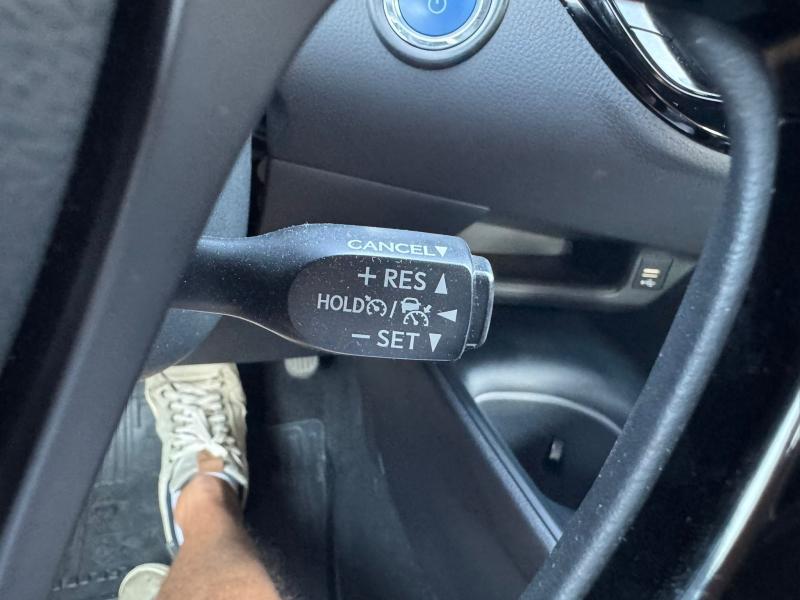 CANCEL▼
+ RES ▲
HOLD / ◀
− SET ▼